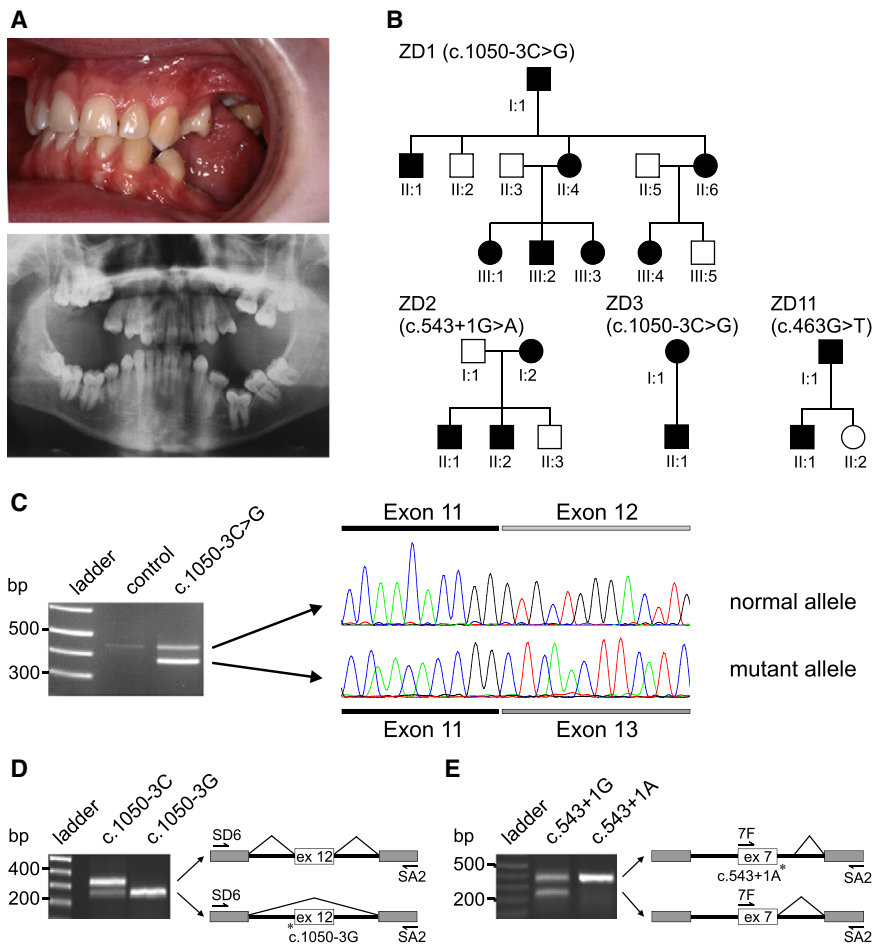 A
B
ZD1 (c.1050-3C>G)
I:1
II:1 II:2 II:3 II:4 II:5 II:6
III:1 III:2 III:3 III:4 III:5
ZD2
(c.543+1G>A)
I:1 I:2
II:1 II:2 II:3
ZD3
(c.1050-3C>G)
I:1
II:1
ZD11
(c.463G>T)
I:1
II:1 II:2
C
bp
ladder
control
c.1050-3C>G
500
300
Exon 11 Exon 12
normal allele
mutant allele
Exon 11 Exon 13
D
bp
ladder
c.1050-3C
c.1050-3G
400
200
SD6
ex 12
SA2
SD6
ex 12
*
c.1050-3G
SA2
E
bp
ladder
c.543+1G
c.543+1A
500
200
7F
ex 7
c.543+1A*
SA2
7F
ex 7
SA2